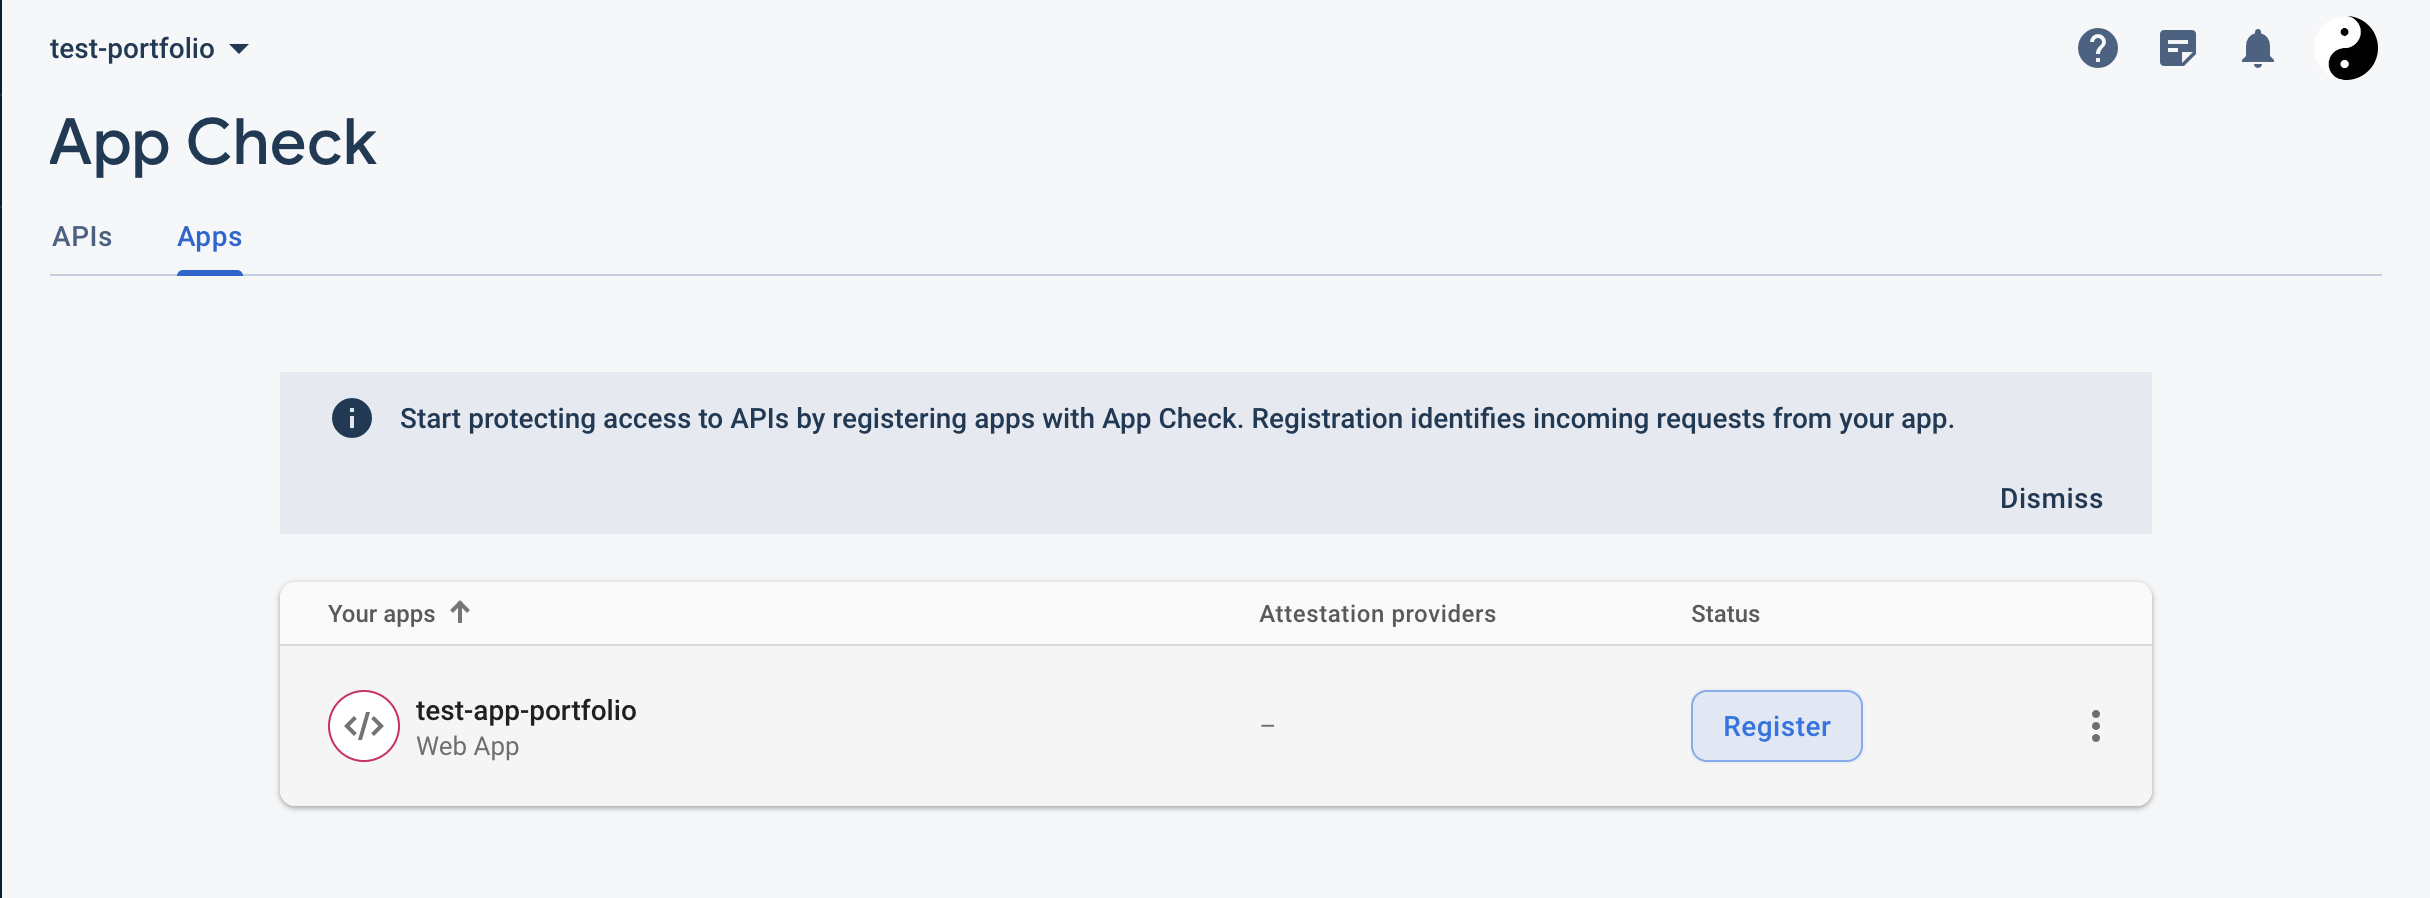 test-portfolio
App Check
APIs
Apps
Start protecting access to APIs by registering apps with App Check. Registration identifies incoming requests from your app.
Dismiss
Your apps
Attestation providers
Status
test-app-portfolio
Web App
–
Register